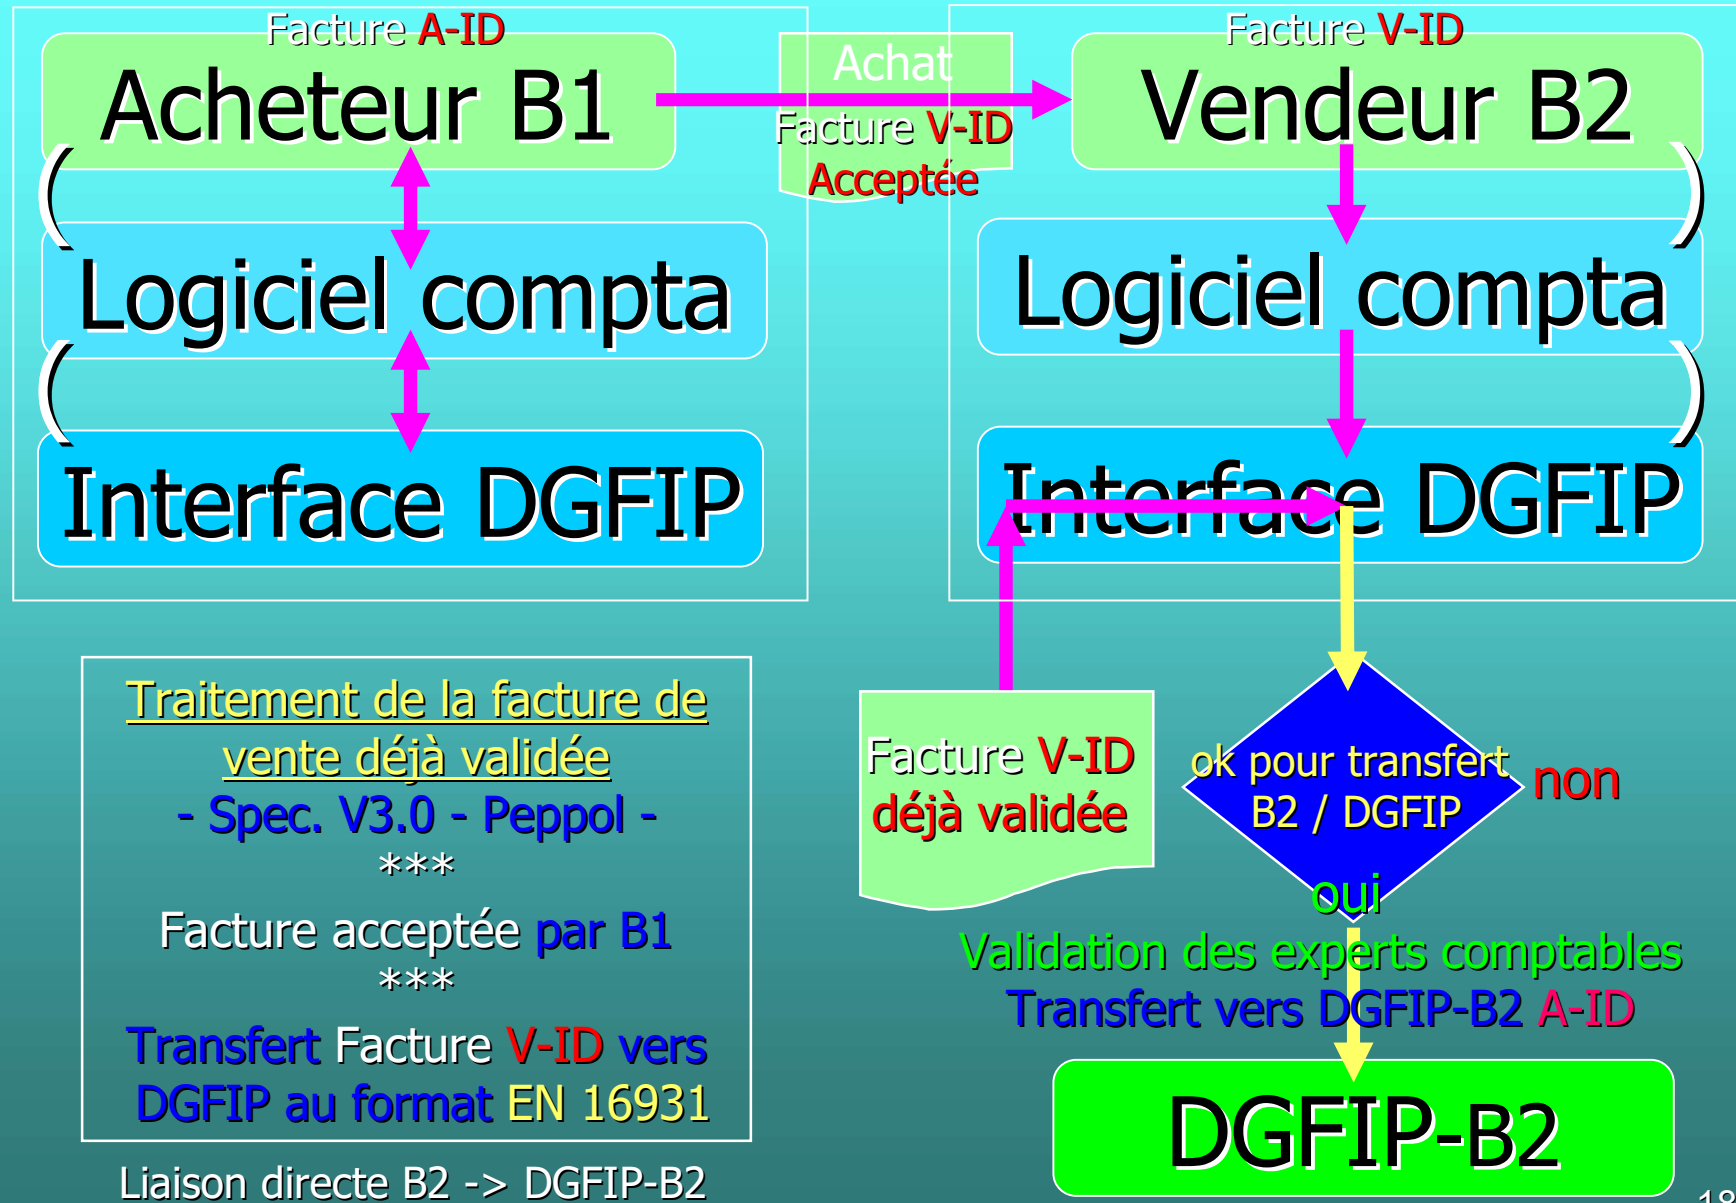 Facture A-ID
Acheteur B1
Achat
Facture V-ID
Acceptée
Facture V-ID
Vendeur B2
(
)
Logiciel compta
Logiciel compta
(
)
Interface DGFIP
Interface DGFIP
Traitement de la facture de
vente déjà validée
- Spec. V3.0 - Peppol -
***
Facture acceptée par B1
***
Transfert Facture V-ID vers
DGFIP au format EN 16931
Liaison directe B2 -> DGFIP-B2
Facture V-ID
déjà validée
ok pour transfert
B2 / DGFIP
non
oui
Validation des experts comptables
Transfert vers DGFIP-B2 A-ID
DGFIP-B2